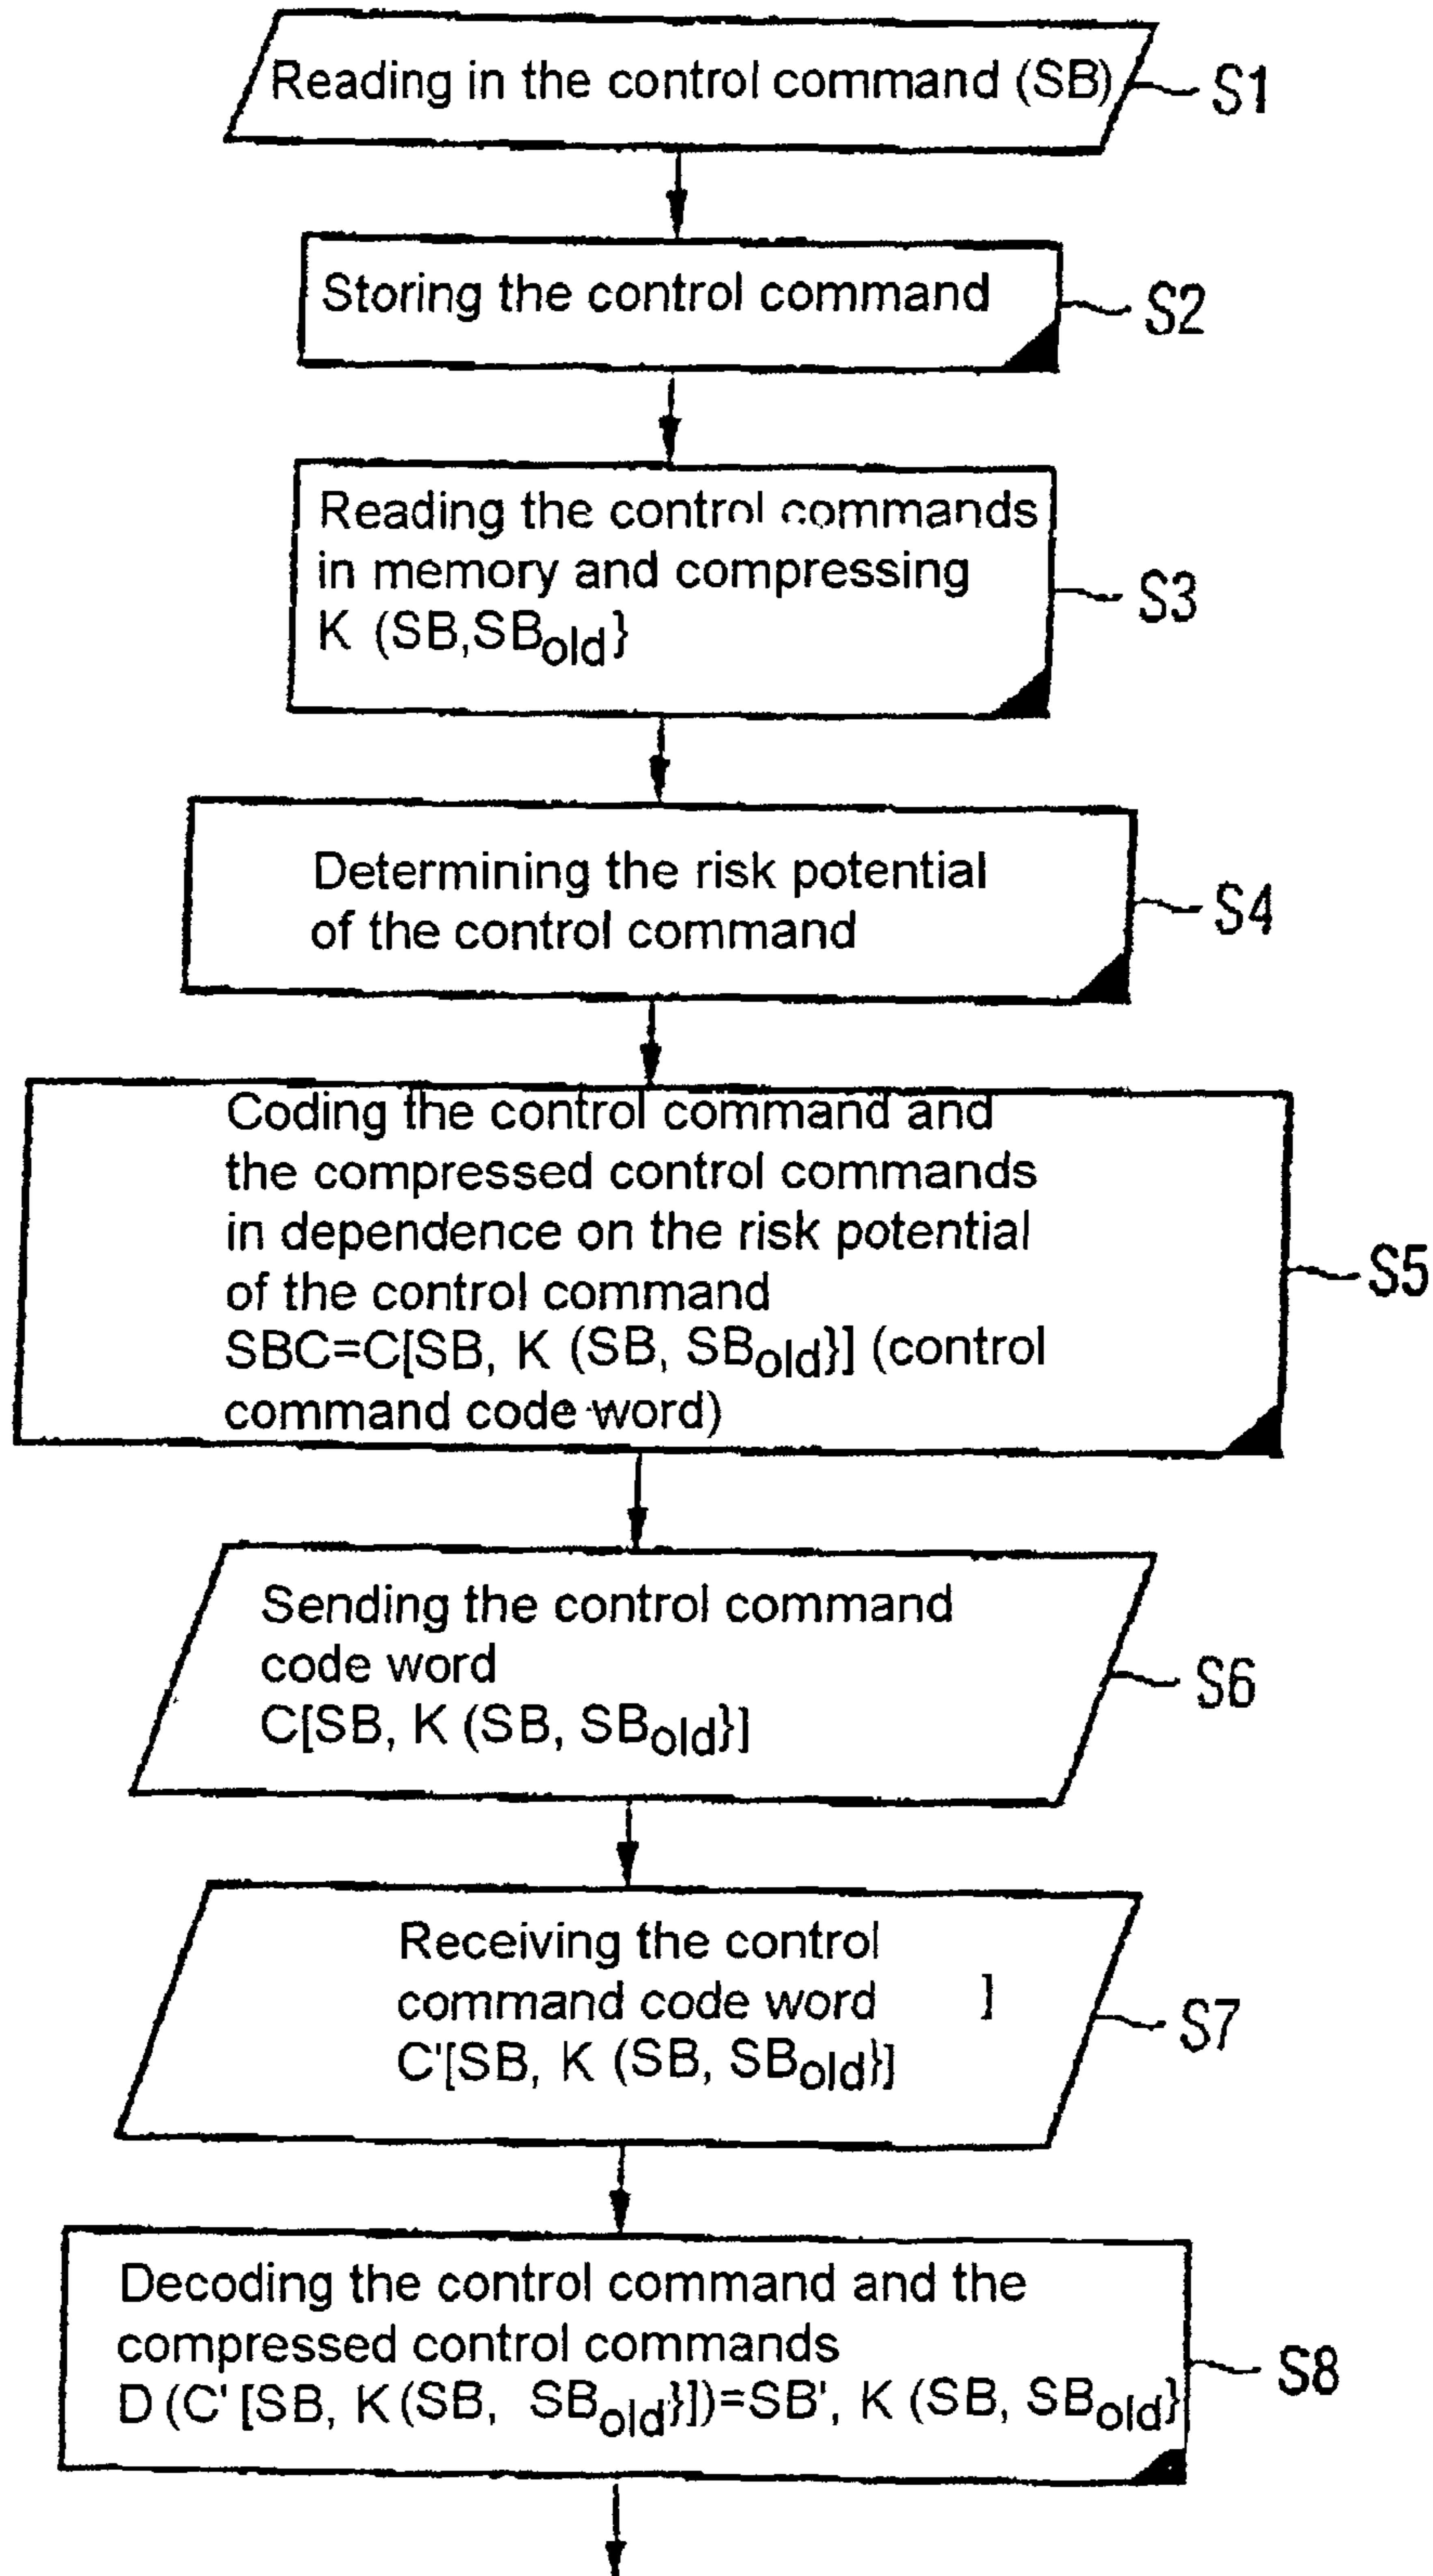 Reading in the control command (SB)
S1
Storing the control command
S2
Reading the control commands
in memory and compressing
K (SB,SBold}
S3
Determining the risk potential
of the control command
S4
Coding the control command and
the compressed control commands
in dependence on the risk potential
of the control command
SBC=C[SB, K (SB, SBold}] (control
command code word)
S5
Sending the control command
code word
C[SB, K (SB, SBold}]
S6
Receiving the control
command code word ]
C'[SB, K (SB, SBold}]
S7
Decoding the control command and the
compressed control commands
D (C' [SB, K (SB, SBold}])=SB', K (SB, SBold}
S8